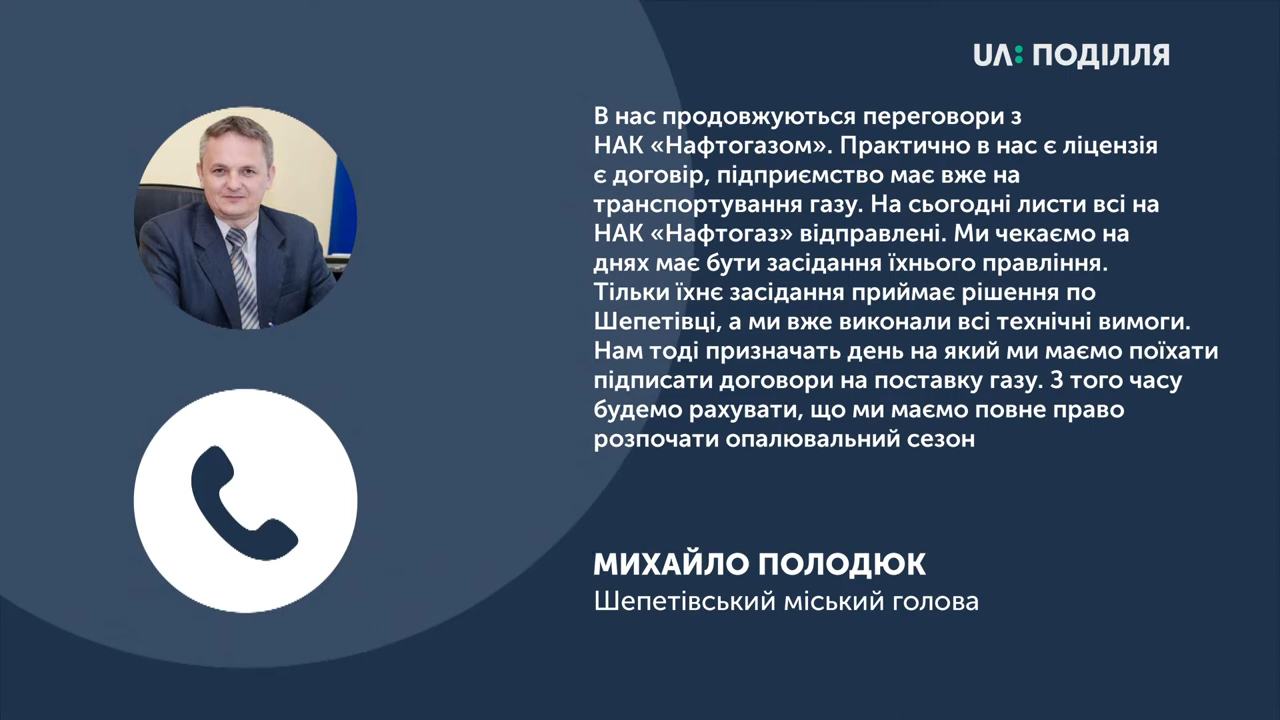 UA: ПОДІЛЛЯ
В нас продовжуються переговори з
НАК «Нафтогазом». Практично в нас є ліцензія
є договір, підприємство має вже на
транспортування газу. На сьогодні листи всі на
НАК «Нафтогаз» відправлені. Ми чекаємо на
днях має бути засідання їхнього правління.
Тільки їхнє засідання приймає рішення по
Шепетівці, а ми вже виконали всі технічні вимоги.
Нам тоді призначать день на який ми маємо поїхати
підписати договори на поставку газу. З того часу
будемо рахувати, що ми маємо повне право
розпочати опалювальний сезон
МИХАЙЛО ПОЛОДЮК
Шепетівський міський голова